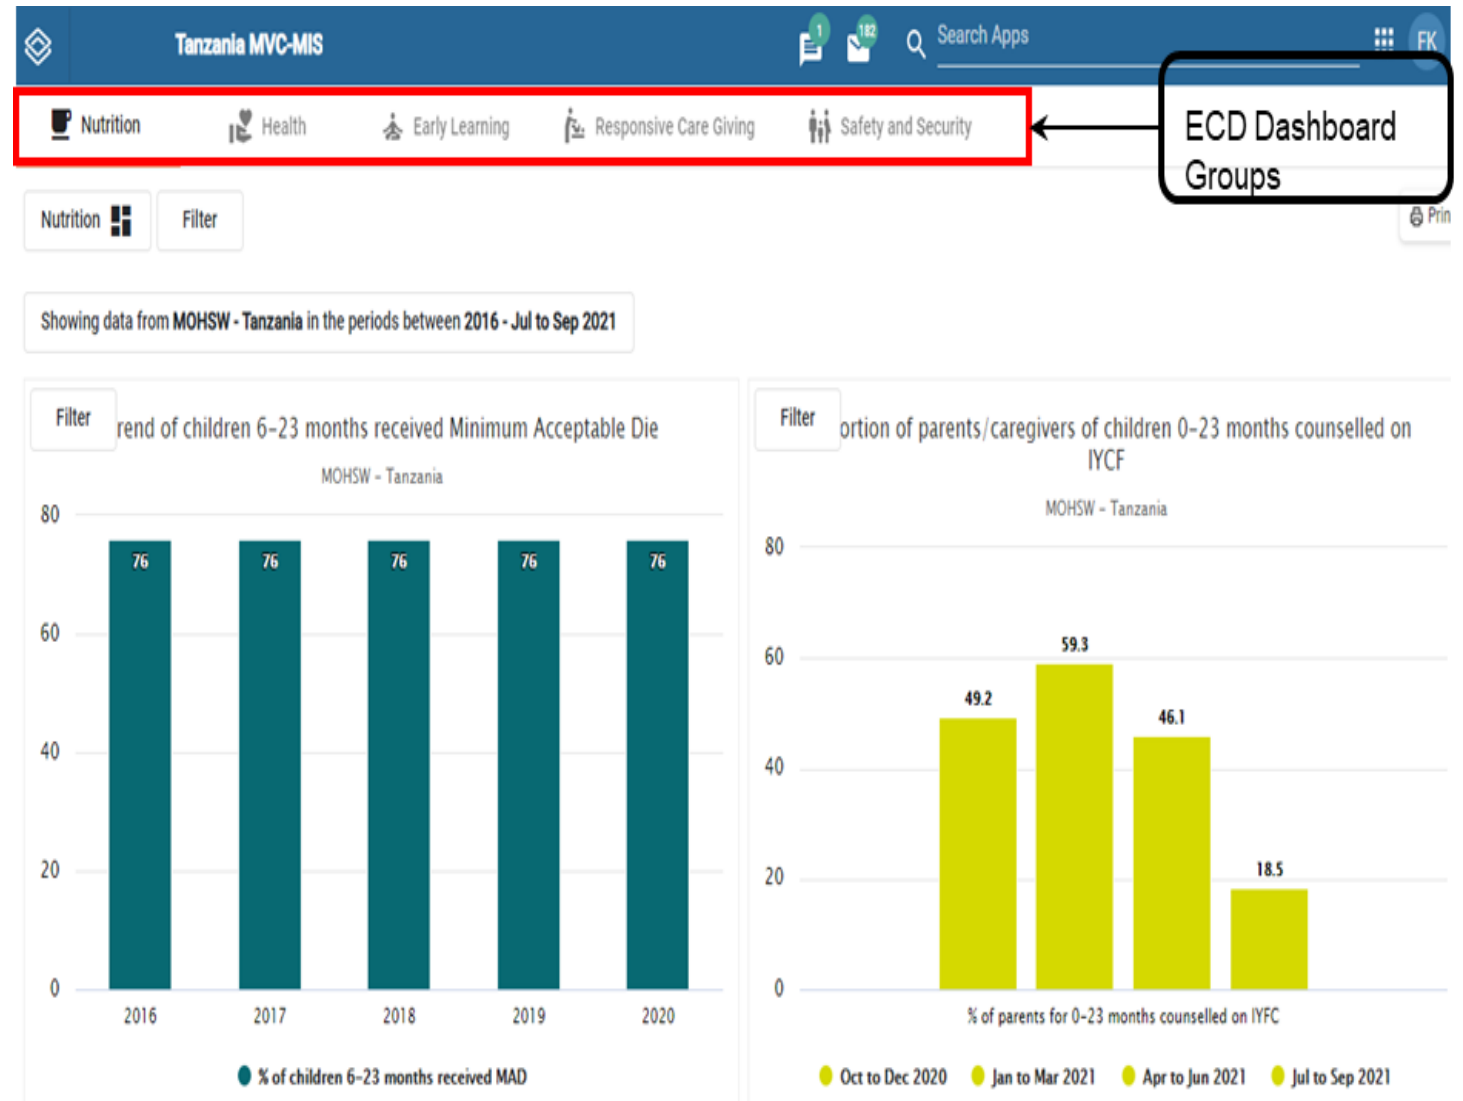 Tanzania MVC-MIS
1
182
Search Apps
FK
Nutrition
Health
Early Learning
Responsive Care Giving
Safety and Security
ECD Dashboard
Groups
Nutrition
Filter
Prin
Showing data from MOHSW - Tanzania in the periods between 2016 - Jul to Sep 2021
Filter
rend of children 6-23 months received Minimum Acceptable Die
MOHSW - Tanzania
80
60
40
20
0
76
76
76
76
76
2016
2017
2018
2019
2020
% of children 6-23 months received MAD
Filter
ortion of parents/caregivers of children 0-23 months counselled on
IYCF
MOHSW - Tanzania
80
60
40
20
0
49.2
59.3
46.1
18.5
% of parents for 0-23 months counselled on IYFC
Oct to Dec 2020
Jan to Mar 2021
Apr to Jun 2021
Jul to Sep 2021